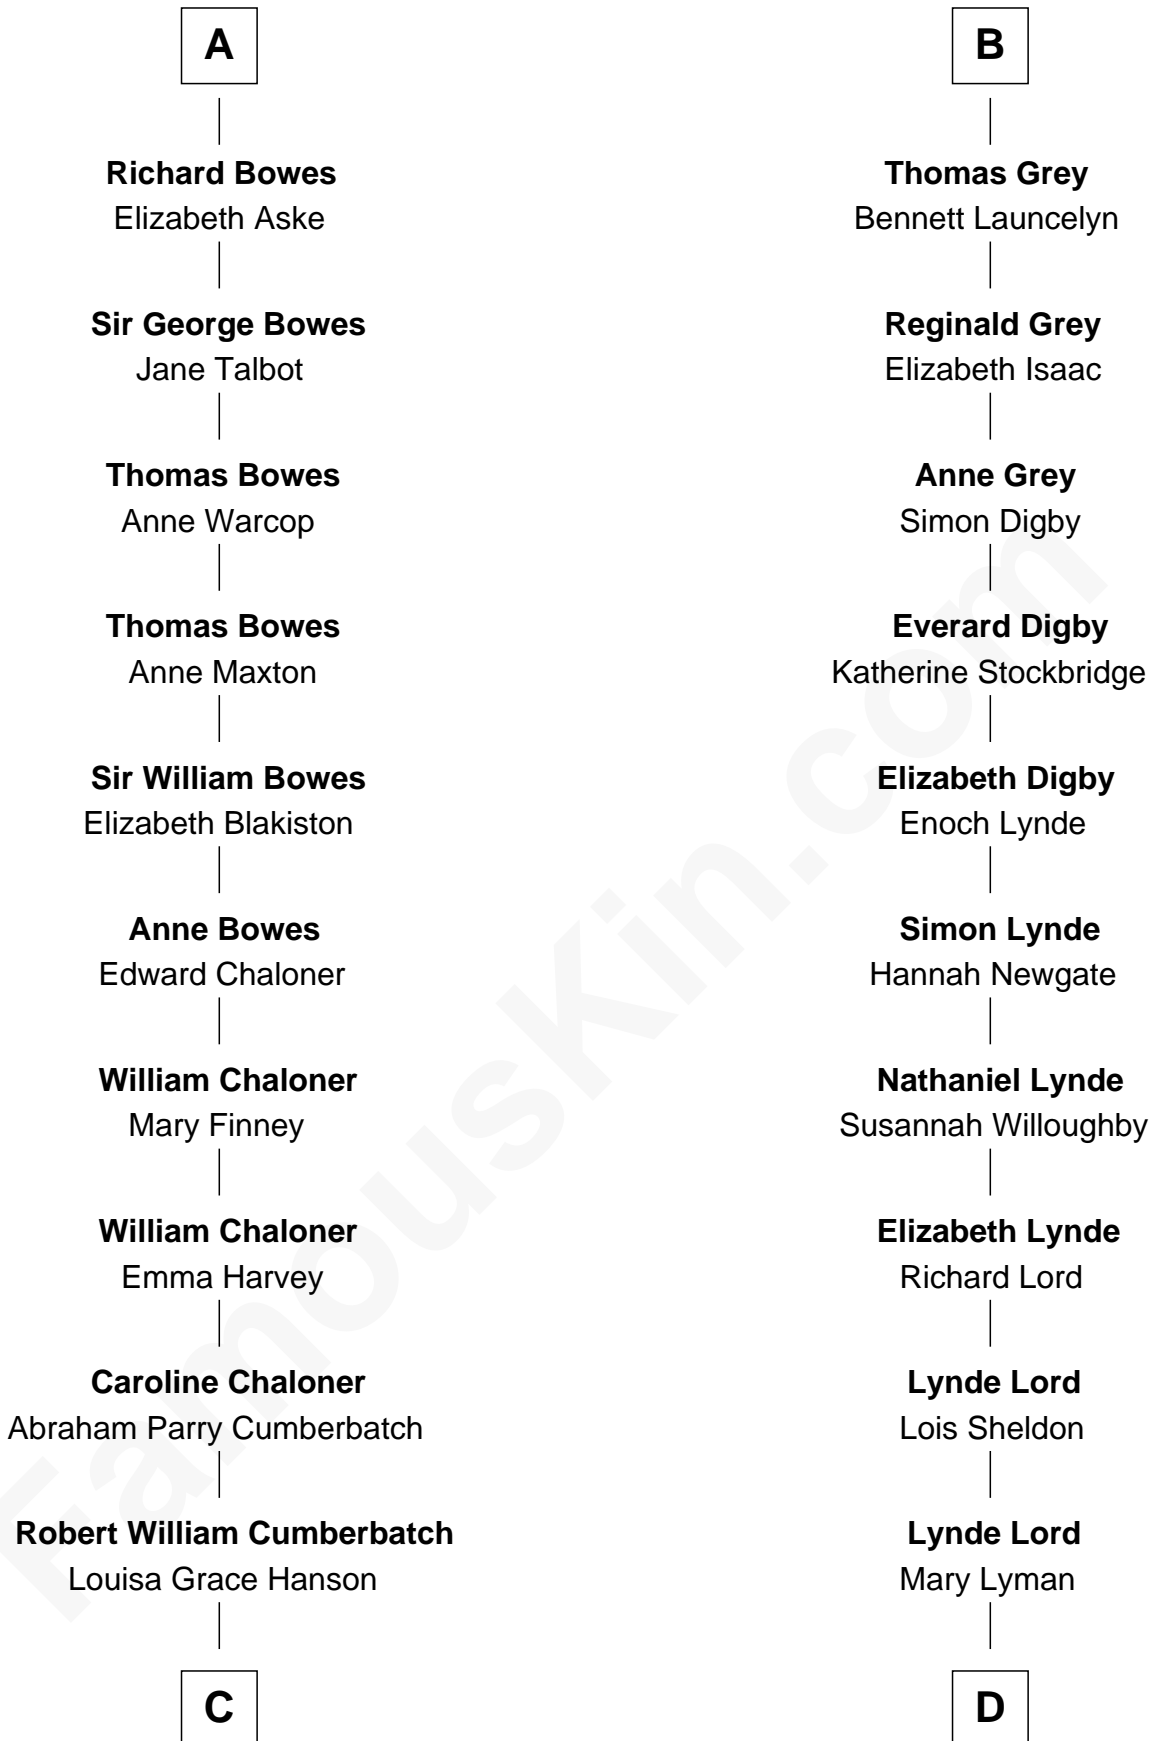 A
Richard Bowes
Elizabeth Aske
Sir George Bowes
Jane Talbot
Thomas Bowes
Anne Warcop
Thomas Bowes
Anne Maxton
Sir William Bowes
Elizabeth Blakiston
Anne Bowes
Edward Chaloner
William Chaloner
Mary Finney
William Chaloner
Emma Harvey
Caroline Chaloner
Abraham Parry Cumberbatch
Robert William Cumberbatch
Louisa Grace Hanson
C
B
Thomas Grey
Bennett Launcelyn
Reginald Grey
Elizabeth Isaac
Anne Grey
Simon Digby
Everard Digby
Katherine Stockbridge
Elizabeth Digby
Enoch Lynde
Simon Lynde
Hannah Newgate
Nathaniel Lynde
Susannah Willoughby
Elizabeth Lynde
Richard Lord
Lynde Lord
Lois Sheldon
Lynde Lord
Mary Lyman
D
FamousKin.com